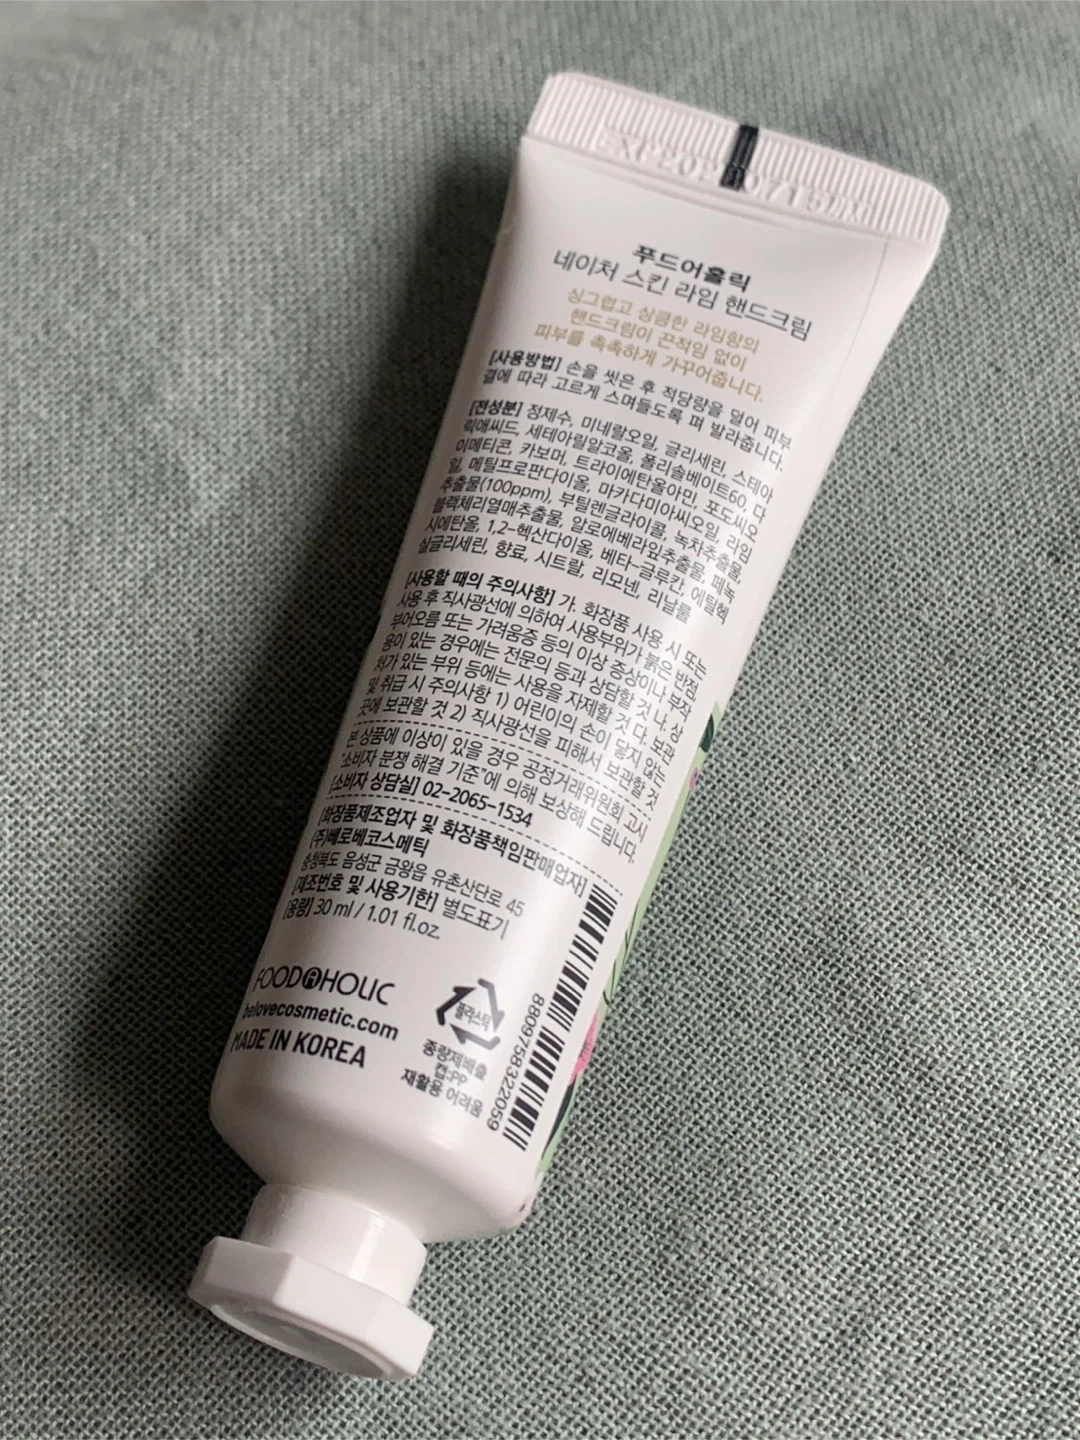 푸드어홀릭
네이처 스킨 라임 핸드크림
싱그럽고 상큼한 라임향의
핸드크림이 끈적임 없이
피부를 촉촉하게 가꾸어줍니다.
[사용방법] 손을 씻은 후 적당량을 덜어 피부
결에 따라 고르게 스며들도록 펴 발라줍니다.
[전성분] 정제수, 미네랄오일, 글리세린, 스테아
릭애씨드, 세테아릴알코올, 폴리솔베이트60, 다
이메티콘, 카보머, 트라이에탄올아민, 포도씨오
일, 메틸프로판다이올, 마카다미아씨오일, 라임
추출물(100ppm), 부틸렌글라이콜, 녹차추출물,
블랙체리열매추출물, 알로에베라잎추출물, 페녹
시에탄올, 1,2-헥산다이올, 베타-글루칸, 에틸헥
실글리세린, 향료, 시트랄, 리모넨, 리날룰
[사용할 때의 주의사항] 가. 화장품 사용 시 또는
사용 후 직사광선에 의하여 사용부위가 붉은 반점,
부어오름 또는 가려움증 등의 이상 증상이나 부작
용이 있는 경우에는 전문의 등과 상담할 것 나. 상
처가 있는 부위 등에는 사용을 자제할 것 다. 보관
및 취급 시 주의사항 1) 어린이의 손이 닿지 않는
곳에 보관할 것 2) 직사광선을 피해서 보관할 것
본 상품에 이상이 있을 경우 공정거래위원회 고시
"소비자 분쟁 해결 기준"에 의해 보상해 드립니다.
[소비자 상담실] 02-2065-1534
[화장품제조업자 및 화장품책임판매업자]
(주)베로베코스메틱
충청북도 음성군 금왕읍 유촌산단로 45
[제조번호 및 사용기한] 별도표기
[용량] 30 ml / 1.01 fl.oz.
FOODAHOLIC
belovecosmetic.com
MADE IN KOREA
플라스틱
종량제배출
캡:PP
재활용 어려움
8809758322059